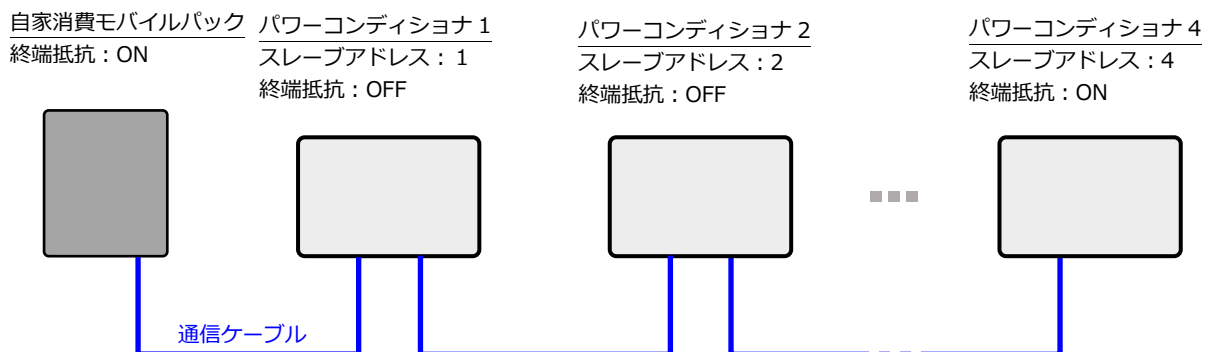 自家消費モバイルパック
終端抵抗：ON
パワーコンディショナ 1
スレーブアドレス： 1
終端抵抗：OFF
パワーコンディショナ 2
スレーブアドレス：2
終端抵抗：OFF
パワーコンディショナ 4
スレーブアドレス：4
終端抵抗：ON
通信ケーブル